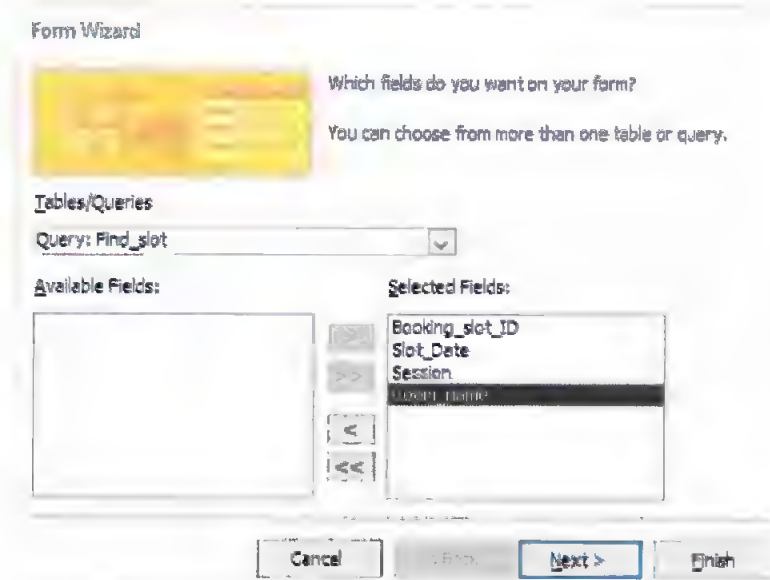 Form Wizard
Which fields do you want on your form?
You can choose from more than one table or query.
Tables/Queries
Query: Find_slot
Available Fields:
Selected Fields:
Booking_slot_ID
Slot_Date
Session
name
>>
<
<<
Cancel
Next >
Finish